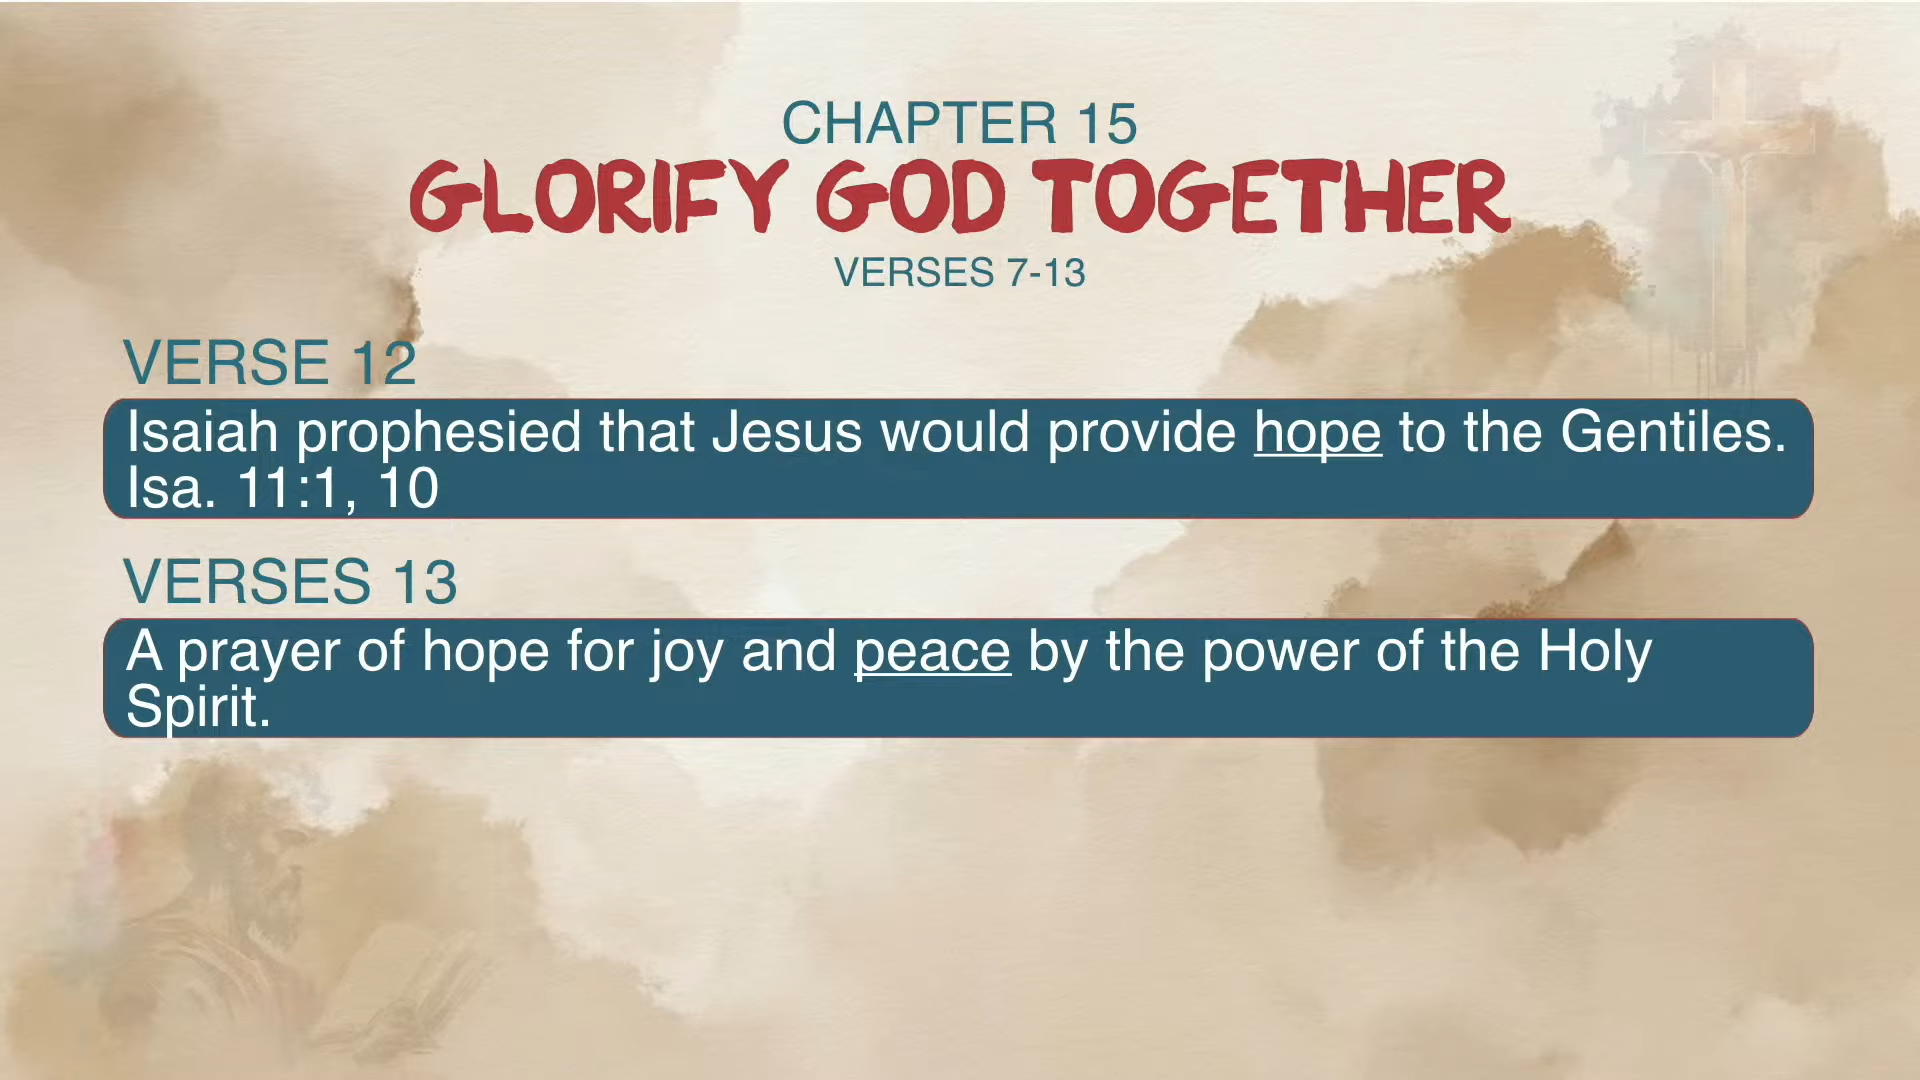 CHAPTER 15
GLORIFY GOD TOGETHER
VERSES 7-13
VERSE 12
Isaiah prophesied that Jesus would provide hope to the Gentiles.
Isa. 11:1, 10
VERSES 13
A prayer of hope for joy and peace by the power of the Holy
Spirit.